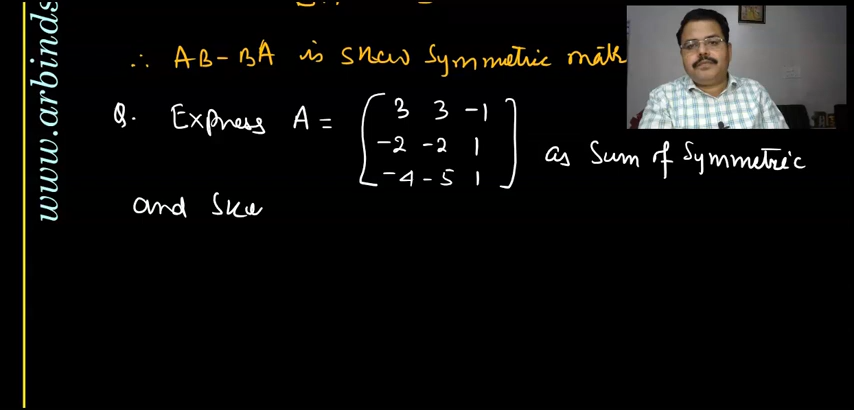 ∴ AB - BA is skew Symmetric mat
Q. Express A = [ 3 3 -1
-2 -2 1
-4 -5 1 ] as Sum of Symmetric
and Ske
www.arbinds